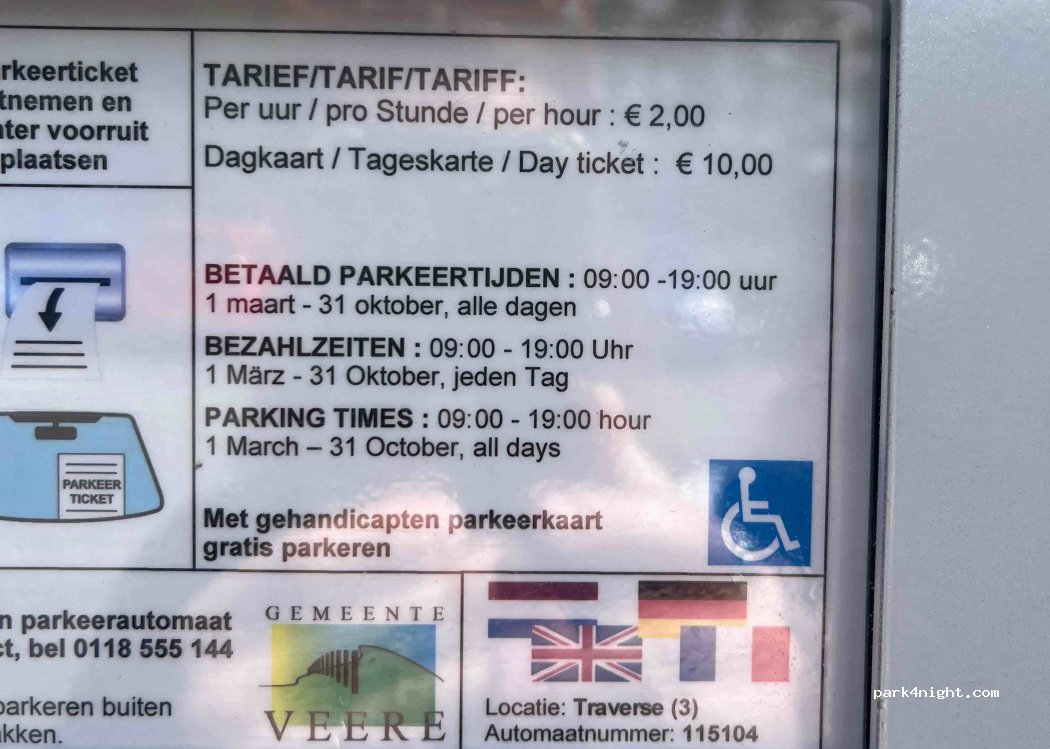 rkeerticket
tnemen en
ter voorruit
plaatsen
TARIEF/TARIF/TARIFF:
Per uur / pro Stunde / per hour : € 2,00
Dagkaart / Tageskarte / Day ticket : € 10,00
BETAALD PARKEERTIJDEN : 09:00 -19:00 uur
1 maart - 31 oktober, alle dagen
BEZAHLZEITEN : 09:00 - 19:00 Uhr
1 März - 31 Oktober, jeden Tag
PARKING TIMES : 09:00 - 19:00 hour
1 March – 31 October, all days
PARKEER
TICKET
Met gehandicapten parkeerkaart
gratis parkeren
n parkeerautomaat
ct, bel 0118 555 144
parkeren buiten
kken.
GEMEENTE
VEERE
Locatie: Traverse (3)
Automaatnummer: 115104
park4night.com